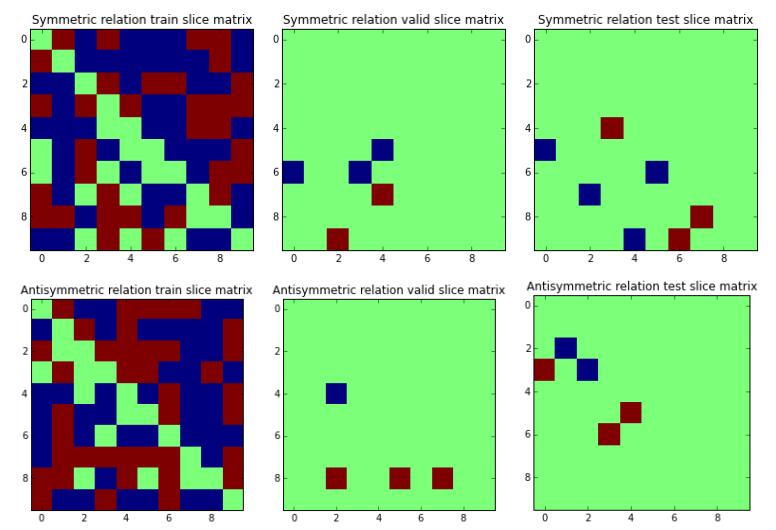 Symmetric relation train slice matrix
0
2
4
6
8
0 2 4 6 8
Symmetric relation valid slice matrix
0
2
4
6
8
0 2 4 6 8
Symmetric relation test slice matrix
0
2
4
6
8
0 2 4 6 8
Antisymmetric relation train slice matrix
0
2
4
6
8
0 2 4 6 8
Antisymmetric relation valid slice matrix
0
2
4
6
8
0 2 4 6 8
Antisymmetric relation test slice matrix
0
2
4
6
8
0 2 4 6 8